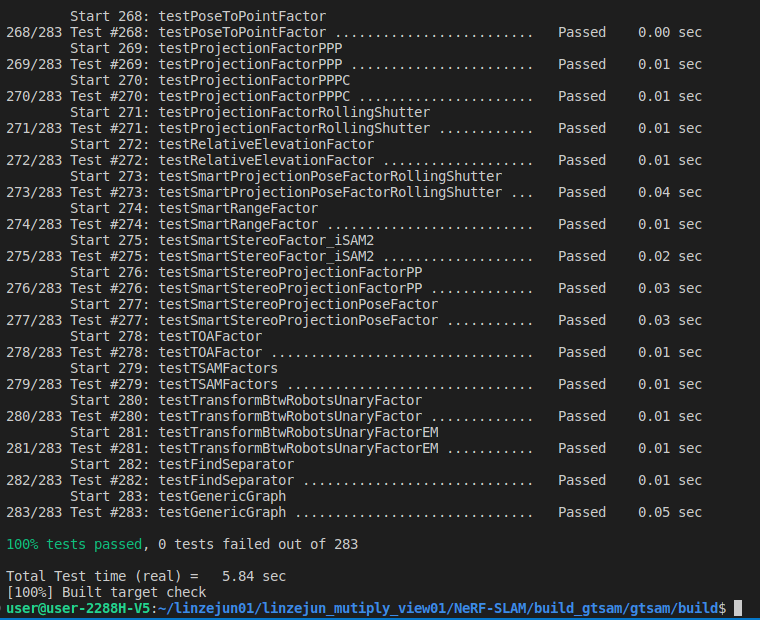 Start 268: testPoseToPointFactor
268/283 Test #268: testPoseToPointFactor .........................   Passed    0.00 sec
Start 269: testProjectionFactorPPP
269/283 Test #269: testProjectionFactorPPP .......................   Passed    0.01 sec
Start 270: testProjectionFactorPPPC
270/283 Test #270: testProjectionFactorPPPC ......................   Passed    0.01 sec
Start 271: testProjectionFactorRollingShutter
271/283 Test #271: testProjectionFactorRollingShutter ............   Passed    0.01 sec
Start 272: testRelativeElevationFactor
272/283 Test #272: testRelativeElevationFactor ...................   Passed    0.01 sec
Start 273: testSmartProjectionPoseFactorRollingShutter
273/283 Test #273: testSmartProjectionPoseFactorRollingShutter ...   Passed    0.04 sec
Start 274: testSmartRangeFactor
274/283 Test #274: testSmartRangeFactor ..........................   Passed    0.01 sec
Start 275: testSmartStereoFactor_iSAM2
275/283 Test #275: testSmartStereoFactor_iSAM2 ...................   Passed    0.02 sec
Start 276: testSmartStereoProjectionFactorPP
276/283 Test #276: testSmartStereoProjectionFactorPP .............   Passed    0.03 sec
Start 277: testSmartStereoProjectionPoseFactor
277/283 Test #277: testSmartStereoProjectionPoseFactor ...........   Passed    0.03 sec
Start 278: testTOAFactor
278/283 Test #278: testTOAFactor .................................   Passed    0.01 sec
Start 279: testTSAMFactors
279/283 Test #279: testTSAMFactors ...............................   Passed    0.01 sec
Start 280: testTransformBtwRobotsUnaryFactor
280/283 Test #280: testTransformBtwRobotsUnaryFactor .............   Passed    0.01 sec
Start 281: testTransformBtwRobotsUnaryFactorEM
281/283 Test #281: testTransformBtwRobotsUnaryFactorEM ...........   Passed    0.01 sec
Start 282: testFindSeparator
282/283 Test #282: testFindSeparator .............................   Passed    0.01 sec
Start 283: testGenericGraph
283/283 Test #283: testGenericGraph ..............................   Passed    0.05 sec
100% tests passed, 0 tests failed out of 283
Total Test time (real) =   5.84 sec
[100%] Built target check
user@user-2288H-V5:~/linzejun01/linzejun_mutiply_view01/NeRF-SLAM/build_gtsam/gtsam/build$